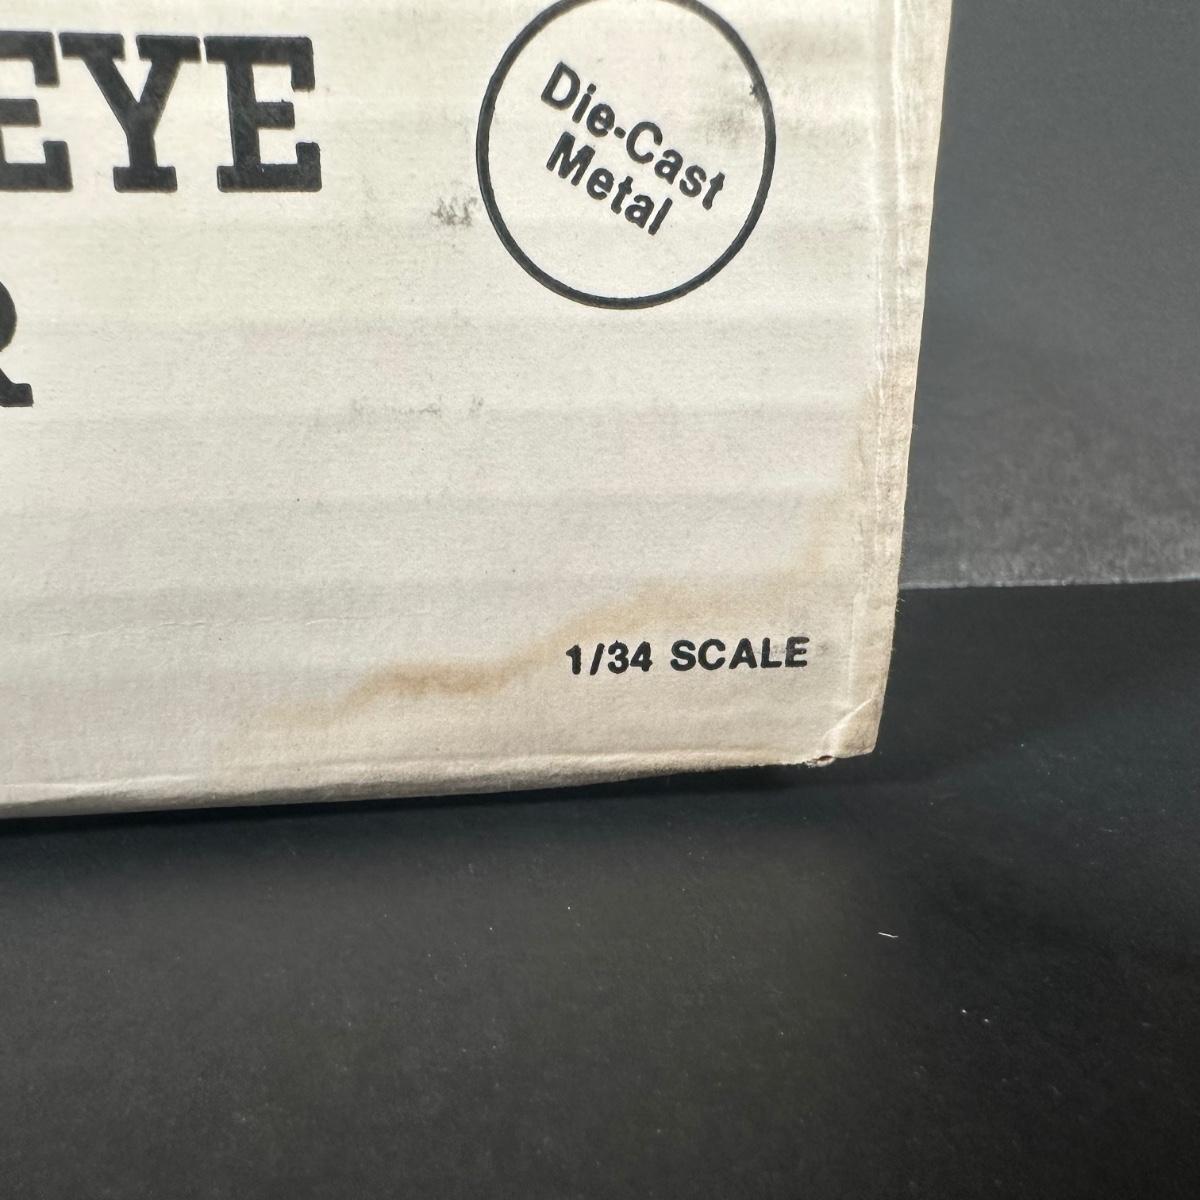 EYE
Die-Cast
Metal
R
1/34 SCALE